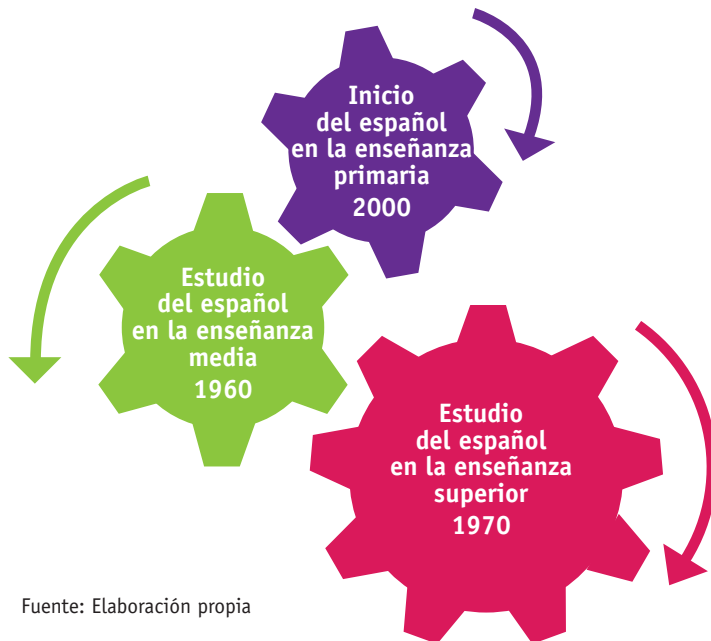 Inicio
del español
en la enseñanza
primaria
2000
Estudio
del español
en la enseñanza
media
1960
Estudio
del español
en la enseñanza
superior
1970
Fuente: Elaboración propia